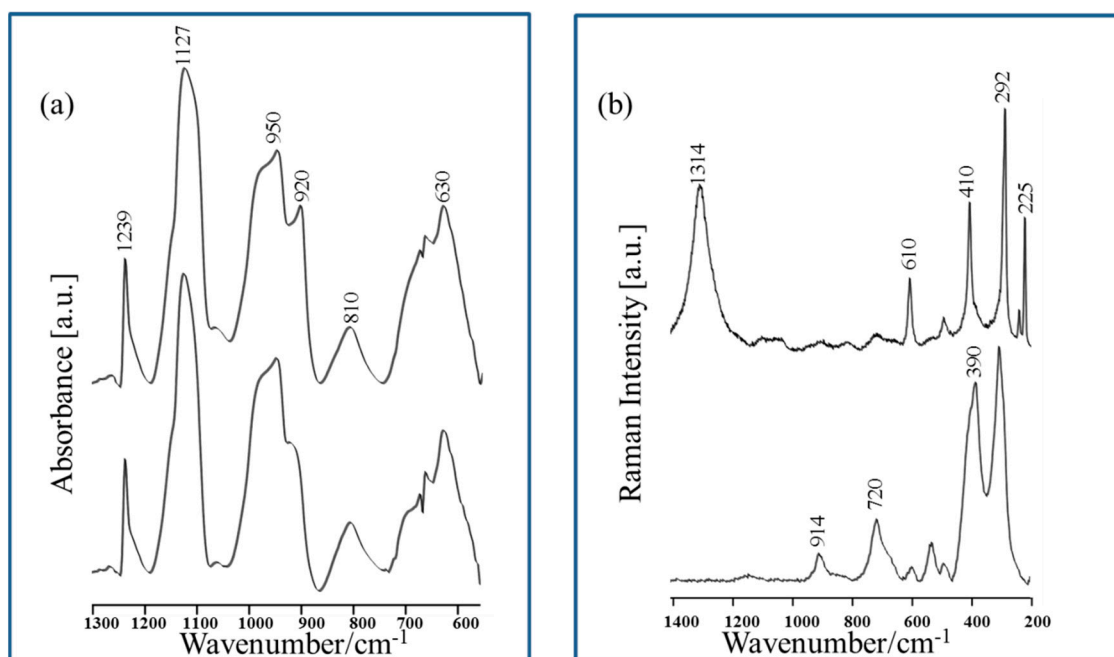 (a)
1239
1127
950
920
810
630
Absorbance [a.u.]
1300 1200 1100 1000 900 800 700 600
Wavenumber/cm-1
(b)
1314
610
410
292
225
914
720
390
Raman Intensity [a.u.]
1400 1200 1000 800 600 400 200
Wavenumber/cm-1